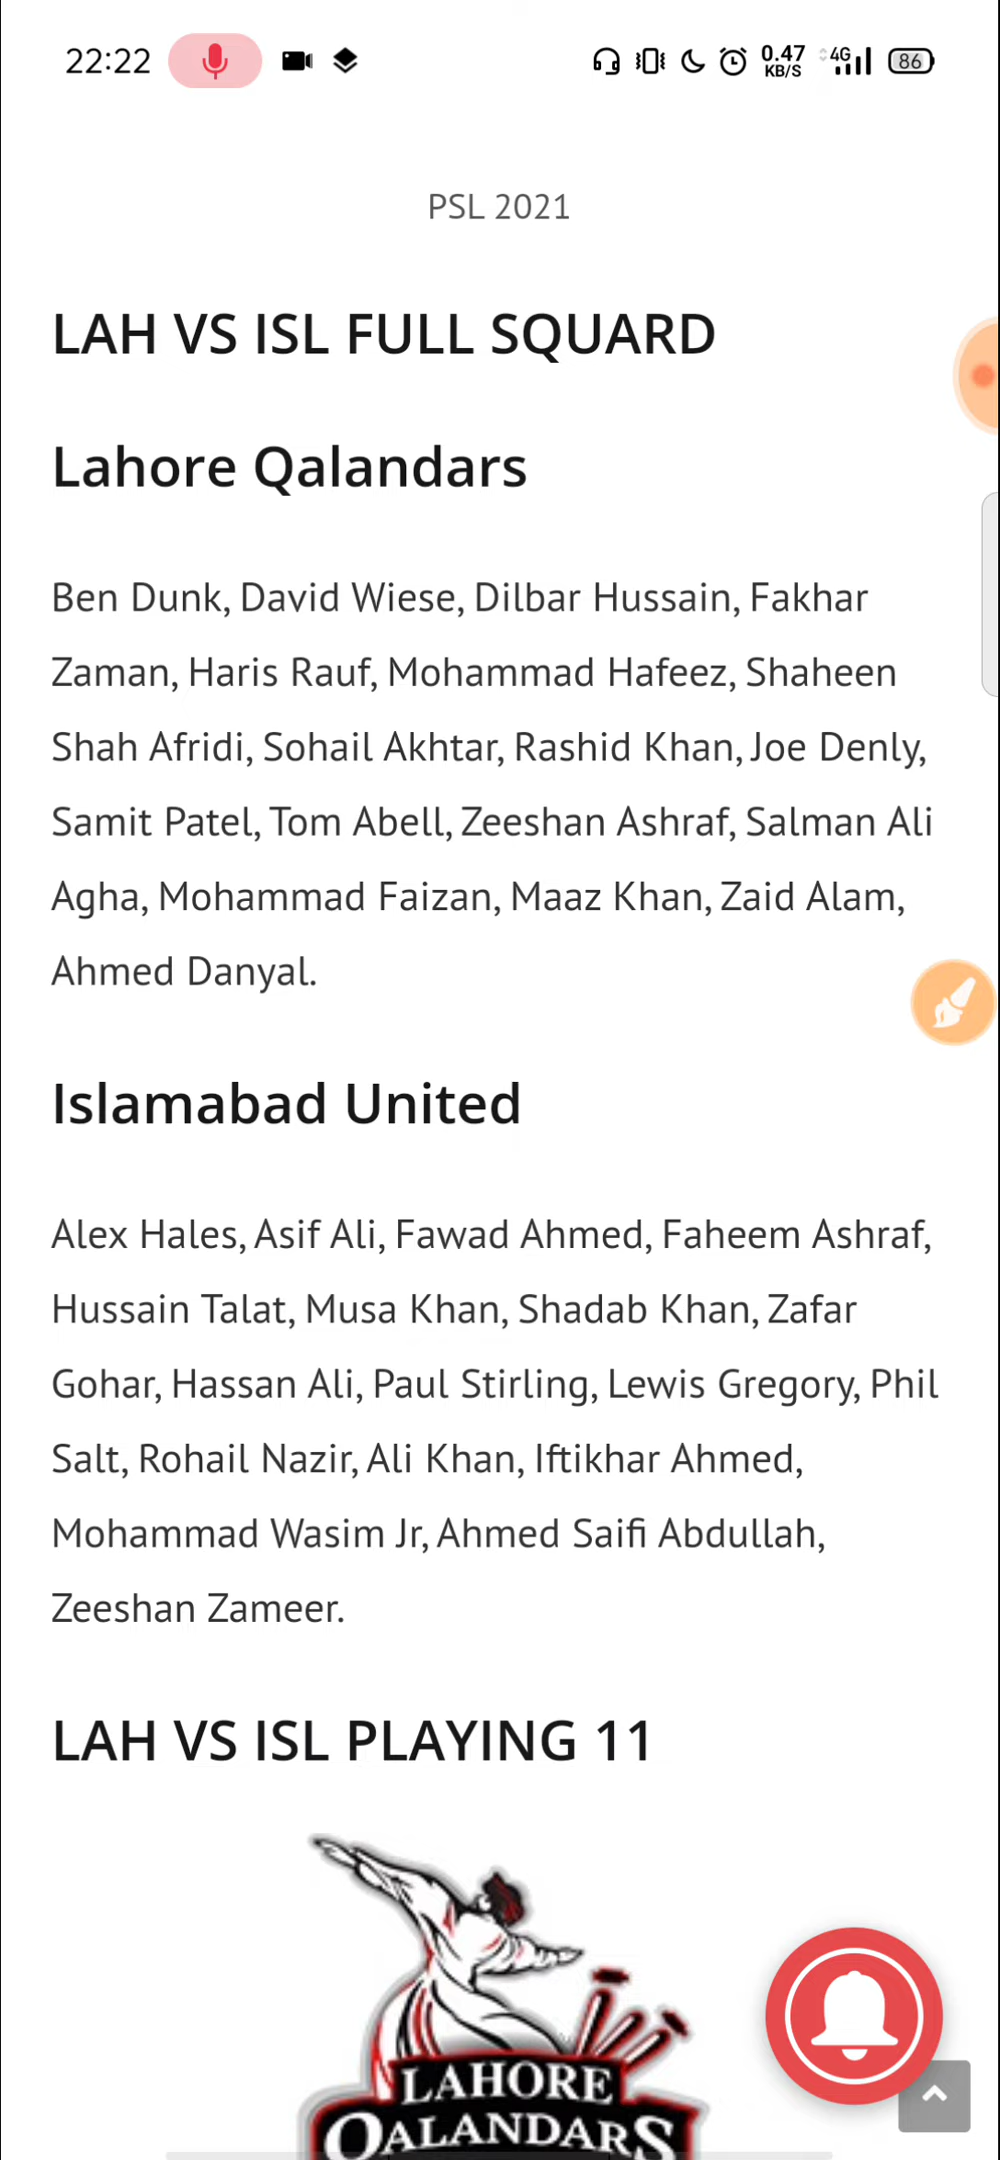 22:22
0.47
KB/S
4G
86
PSL 2021
LAH VS ISL FULL SQUARD
Lahore Qalandars
Ben Dunk, David Wiese, Dilbar Hussain, Fakhar
Zaman, Haris Rauf, Mohammad Hafeez, Shaheen
Shah Afridi, Sohail Akhtar, Rashid Khan, Joe Denly,
Samit Patel, Tom Abell, Zeeshan Ashraf, Salman Ali
Agha, Mohammad Faizan, Maaz Khan, Zaid Alam,
Ahmed Danyal.
Islamabad United
Alex Hales, Asif Ali, Fawad Ahmed, Faheem Ashraf,
Hussain Talat, Musa Khan, Shadab Khan, Zafar
Gohar, Hassan Ali, Paul Stirling, Lewis Gregory, Phil
Salt, Rohail Nazir, Ali Khan, Iftikhar Ahmed,
Mohammad Wasim Jr, Ahmed Saifi Abdullah,
Zeeshan Zameer.
LAH VS ISL PLAYING 11
LAHORE
QALANDARS